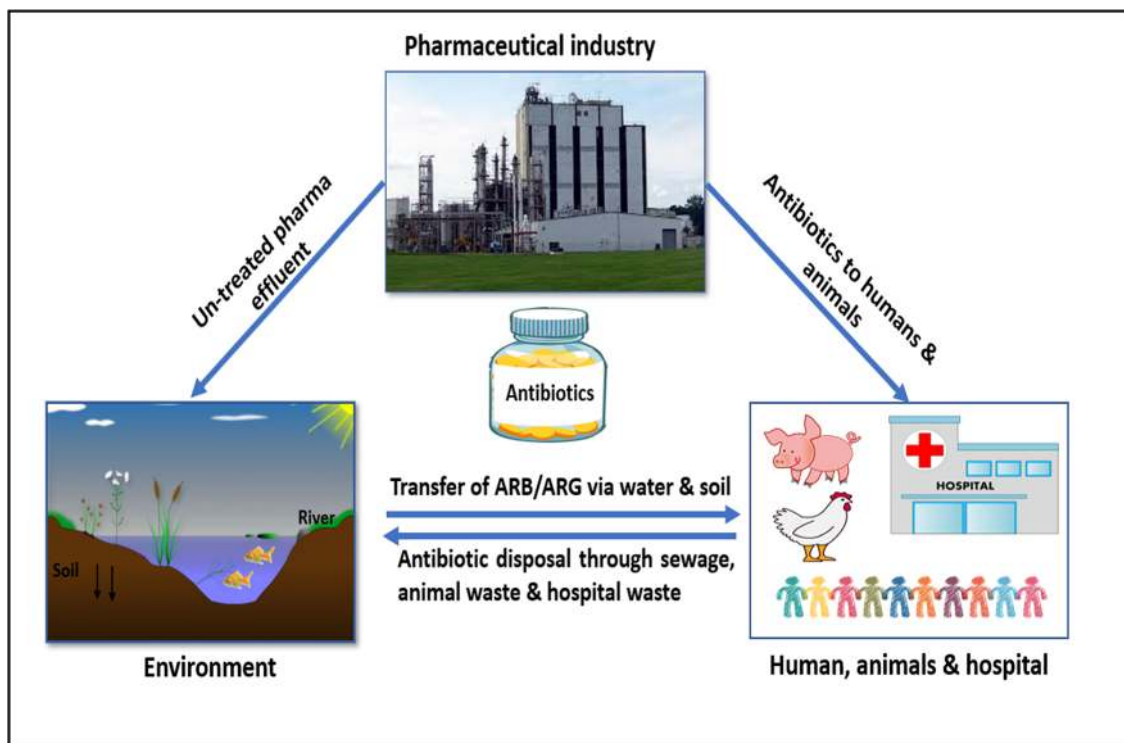 Pharmaceutical industry
Un-treated pharma
effluent
Antibiotics to humans &
animals
Antibiotics
HOSPITAL
Transfer of ARB/ARG via water & soil
River
Soil
Antibiotic disposal through sewage,
animal waste & hospital waste
Environment
Human, animals & hospital